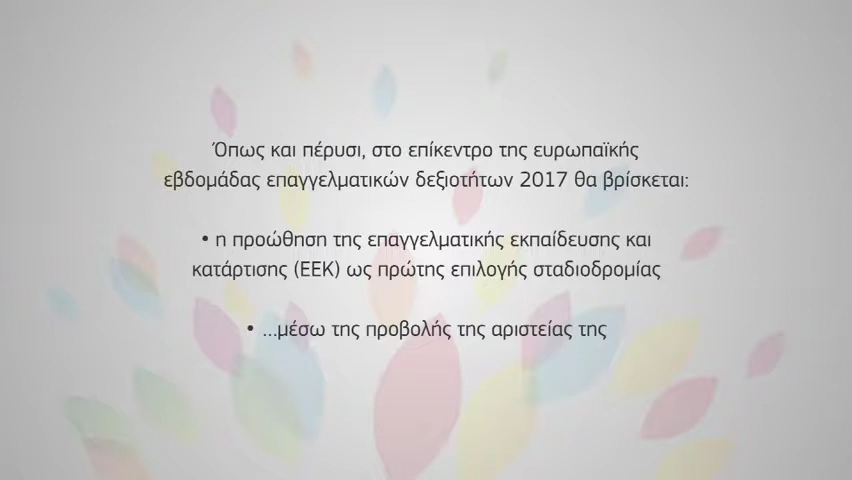 Όπως και πέρυσι, στο επίκεντρο της ευρωπαϊκής
εβδομάδας επαγγελματικών δεξιοτήτων 2017 θα βρίσκεται:
• η προώθηση της επαγγελματικής εκπαίδευσης και
κατάρτισης (ΕΕΚ) ως πρώτης επιλογής σταδιοδρομίας
• ...μέσω της προβολής της αριστείας της